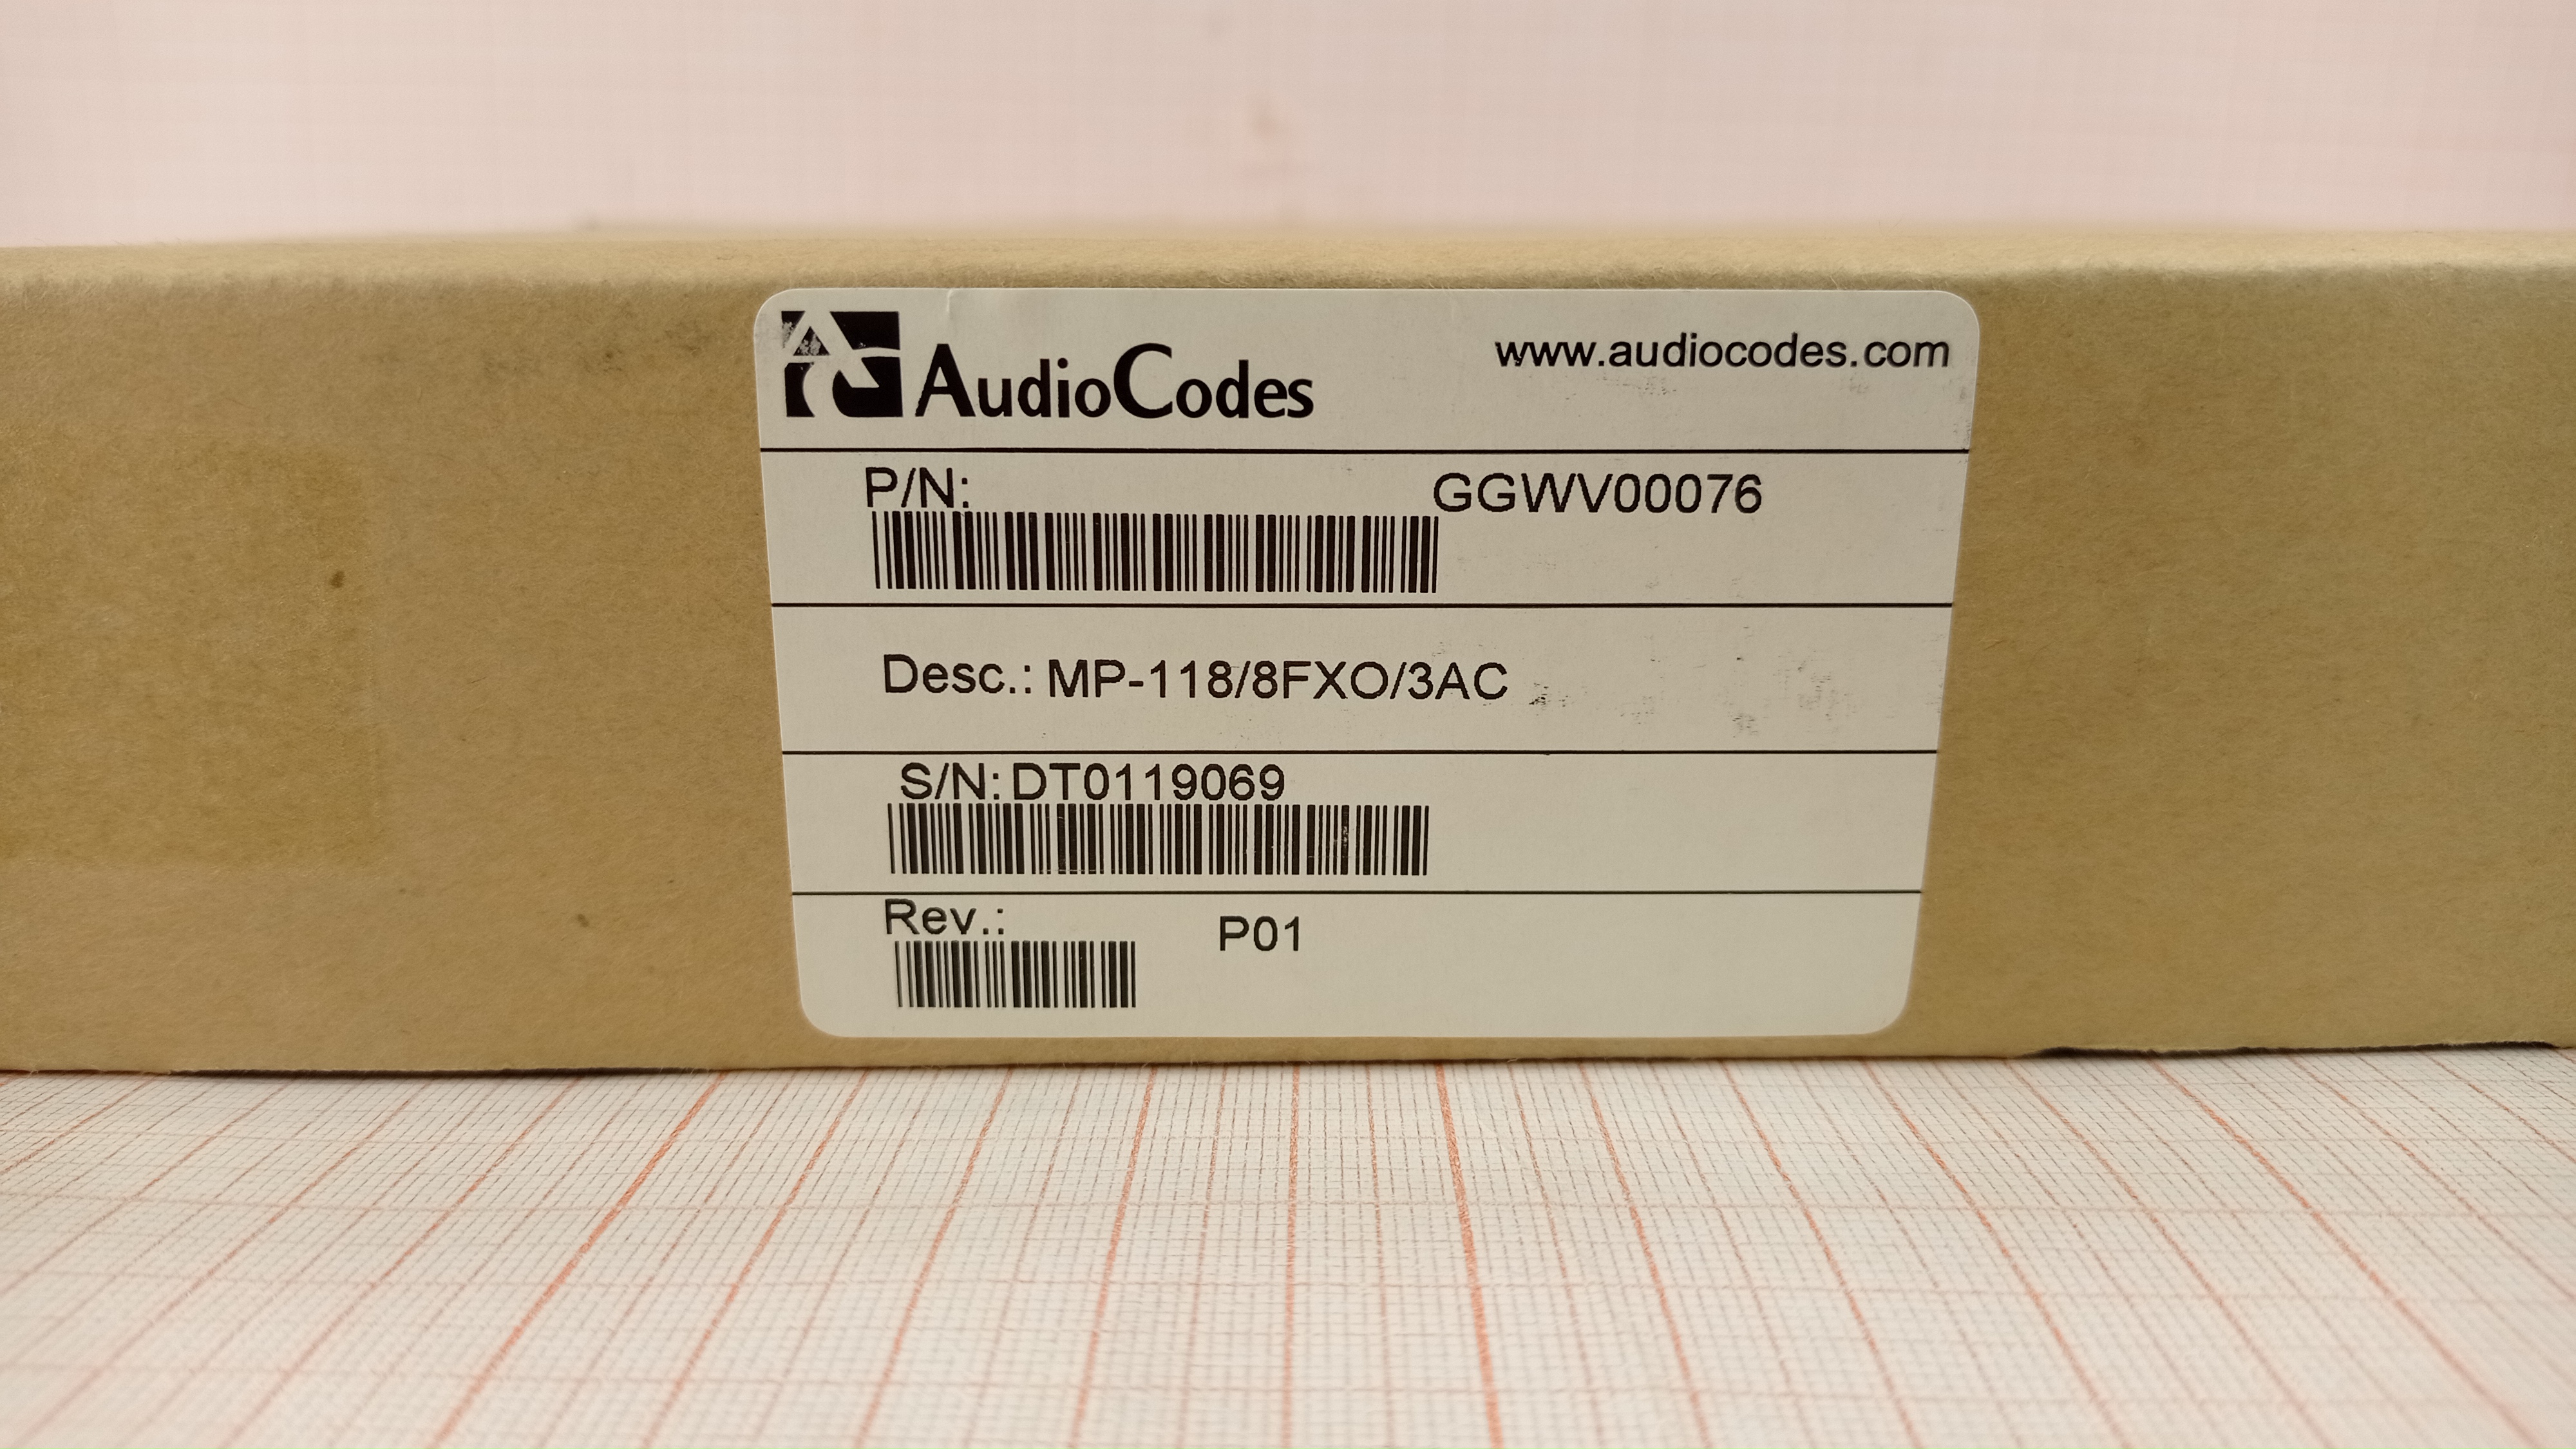 AudioCodes
www.audiocodes.com
P/N: GGWV00076
Desc.: MP-118/8FXO/3AC
S/N: DT0119069
Rev.: P01